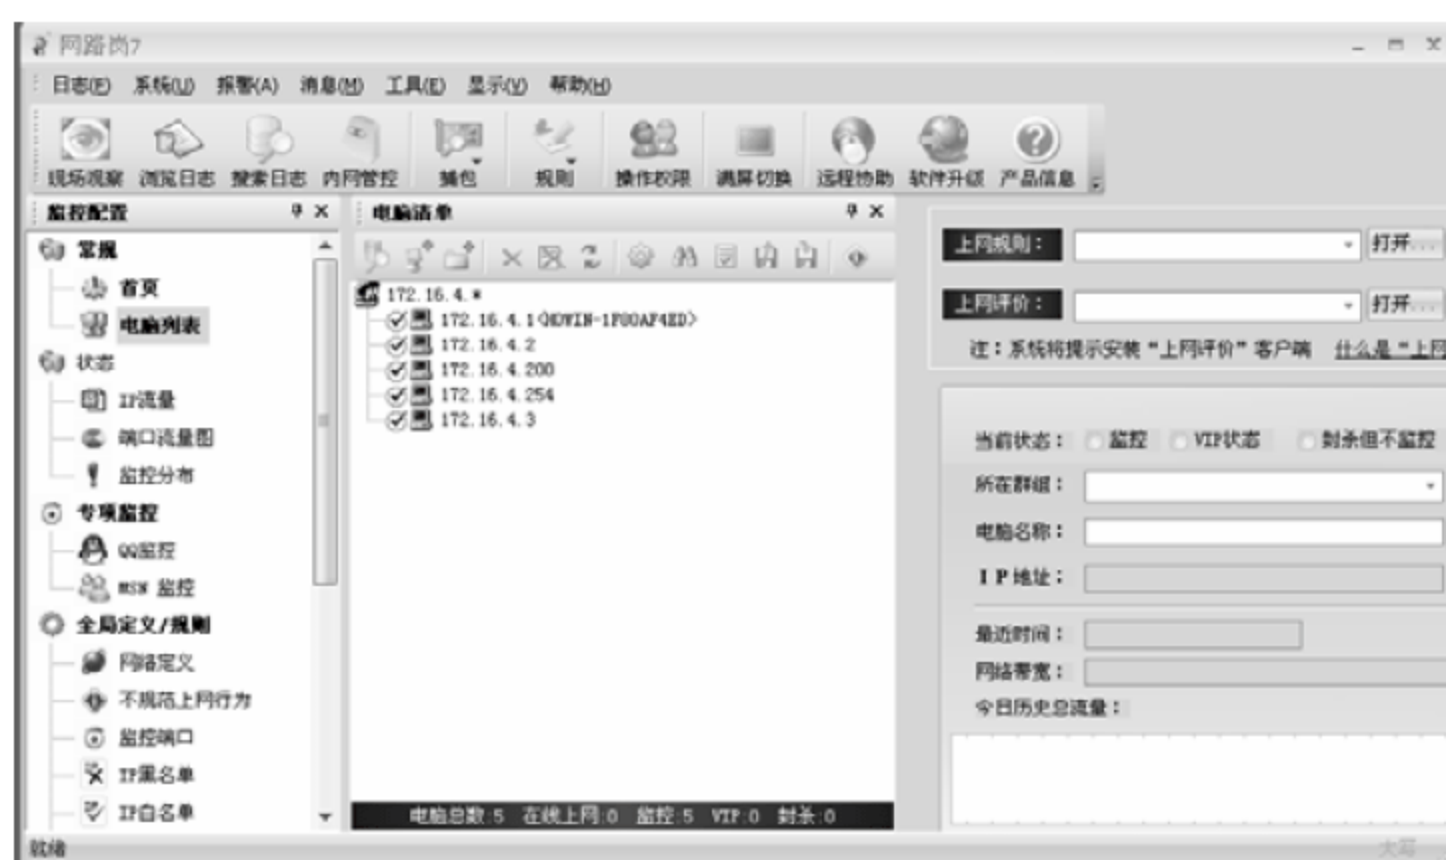 网路岗7
日志(E) 系统(U) 报警(A) 消息(M) 工具(E) 显示(V) 帮助(H)
现场观察 浏览日志 搜索日志 内网管控 捕包 规则 操作权限 满屏切换 远程协助 软件升级 产品信息
监控配置
常规
首页
电脑列表
状态
IP流量
端口流量图
监控分布
专项监控
QQ监控
MSN 监控
全局定义/规则
网络定义
不规范上网行为
监控端口
IP黑名单
IP白名单
电脑清单
172.16.4.*
172.16.4.1
172.16.4.2
172.16.4.200
172.16.4.254
172.16.4.3
电脑总数:5 在线上网:0 监控:5 VIP:0 封杀:0
上网规则： 打开...
上网评价： 打开...
注：系统将提示安装“上网评价”客户端 什么是“上网
当前状态： 监控 VIP状态 封杀但不监控
所在群组：
电脑名称：
IP地址：
最近时间：
网络带宽：
今日历史总流量：
就绪 大写